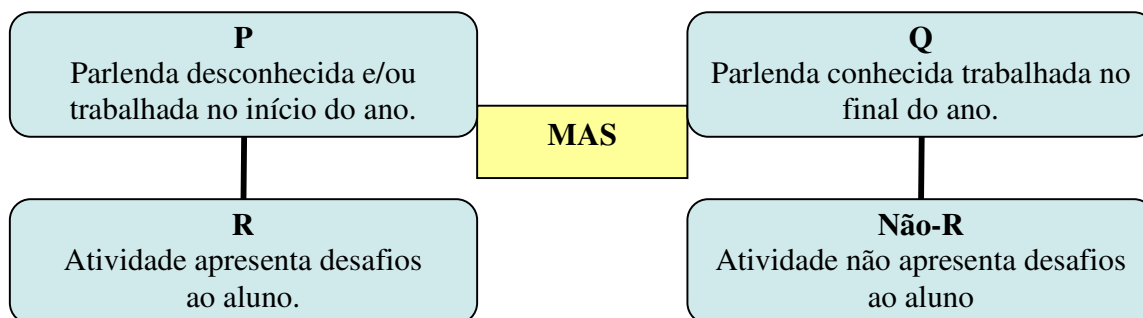 P
Parlenda desconhecida e/ou
trabalhada no início do ano.
MAS
Q
Parlenda conhecida trabalhada no
final do ano.
R
Atividade apresenta desafios
ao aluno.
Não-R
Atividade não apresenta desafios
ao aluno